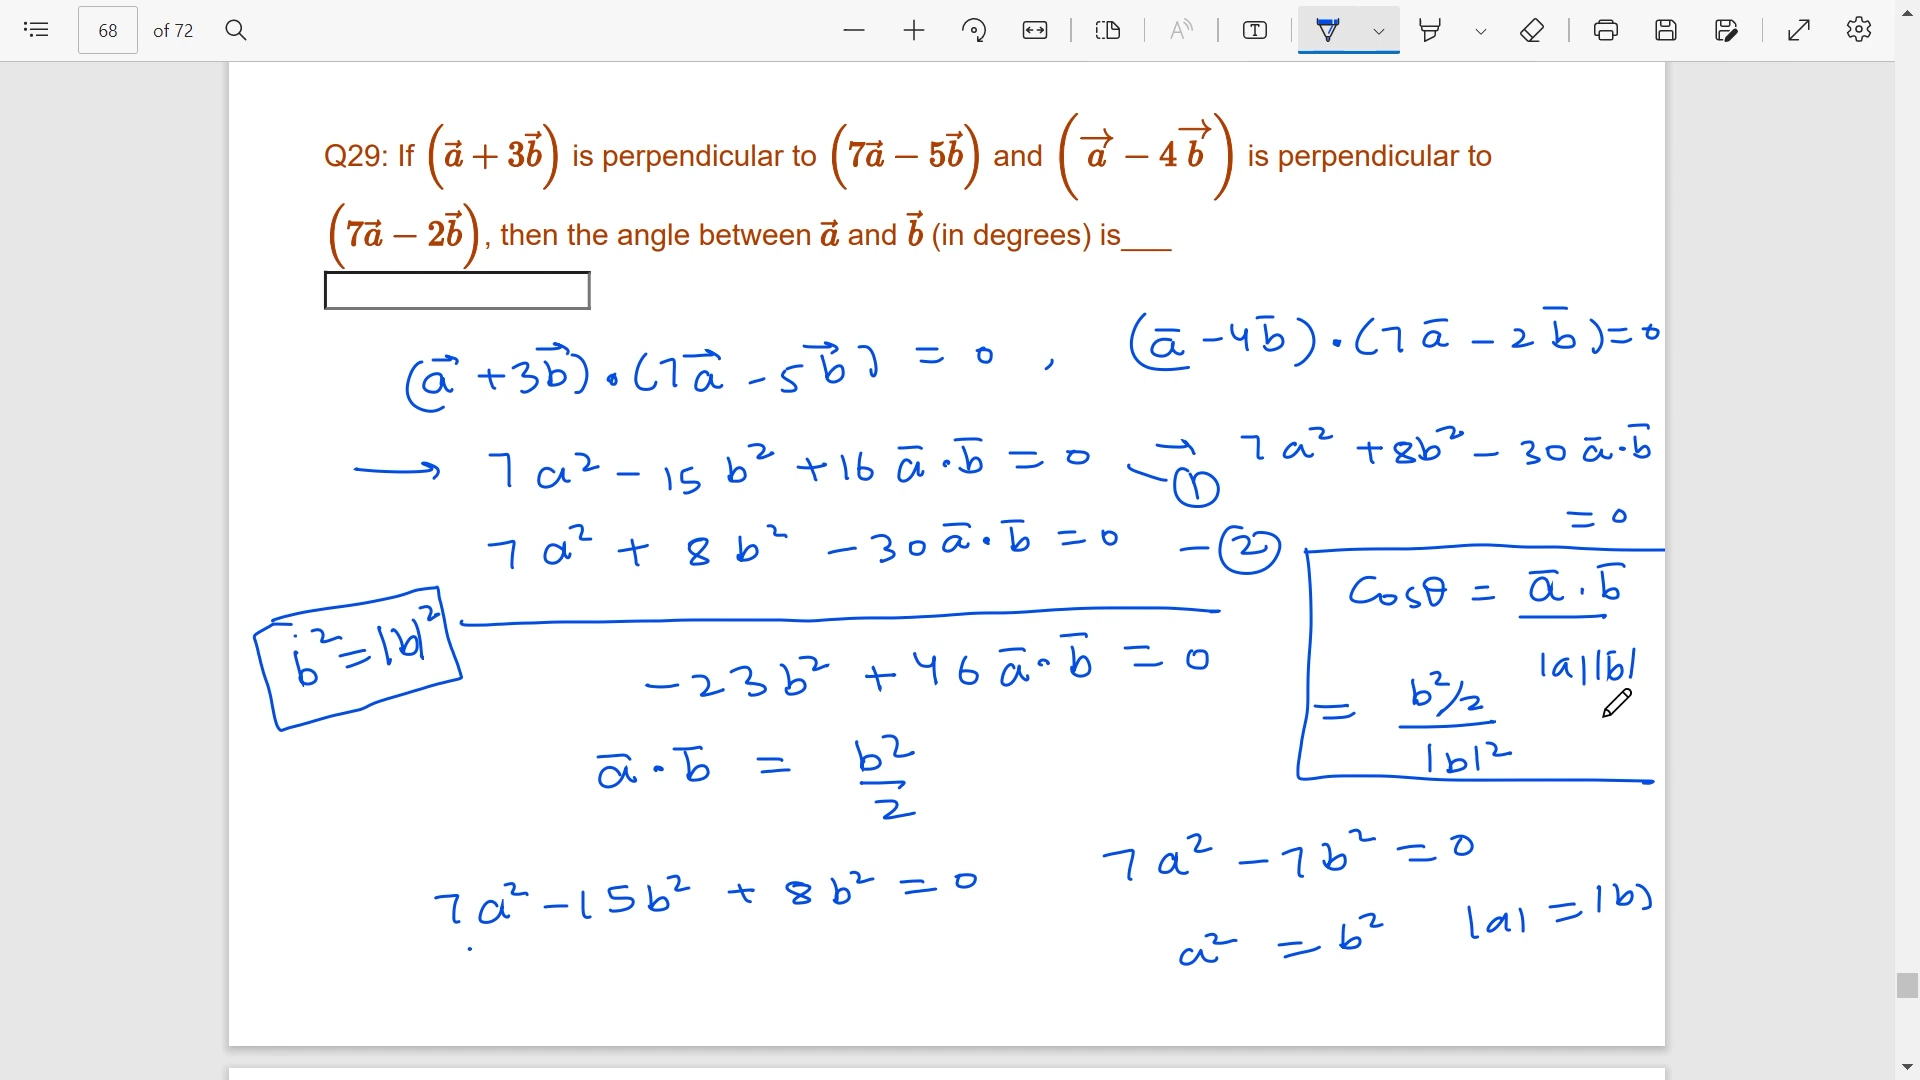 68 of 72
Q29: If (a⃗ + 3b⃗) is perpendicular to (7a⃗ − 5b⃗) and (a⃗ − 4b⃗) is perpendicular to
(7a⃗ − 2b⃗), then the angle between a⃗ and b⃗ (in degrees) is___
(a⃗ + 3b⃗) • (7a⃗ - 5b⃗) = 0 , (a̅ - 4b̅) • (7a̅ - 2b̅) = 0
→ 7a² - 15b² + 16 a̅•b̅ = 0 — ① → 7a² + 8b² - 30 a̅•b̅
= 0
7a² + 8b² - 30 a̅•b̅ = 0 - ②
Cosθ = a̅ . b̅ / |a||b̅|
b² = |b|²
-23b² + 46 a̅•b̅ = 0
= b²/2 / |b|²
a̅•b̅ = b²/2
7a² - 7b² = 0
7a² - 15b² + 8b² = 0
a² = b² |a| = |b|